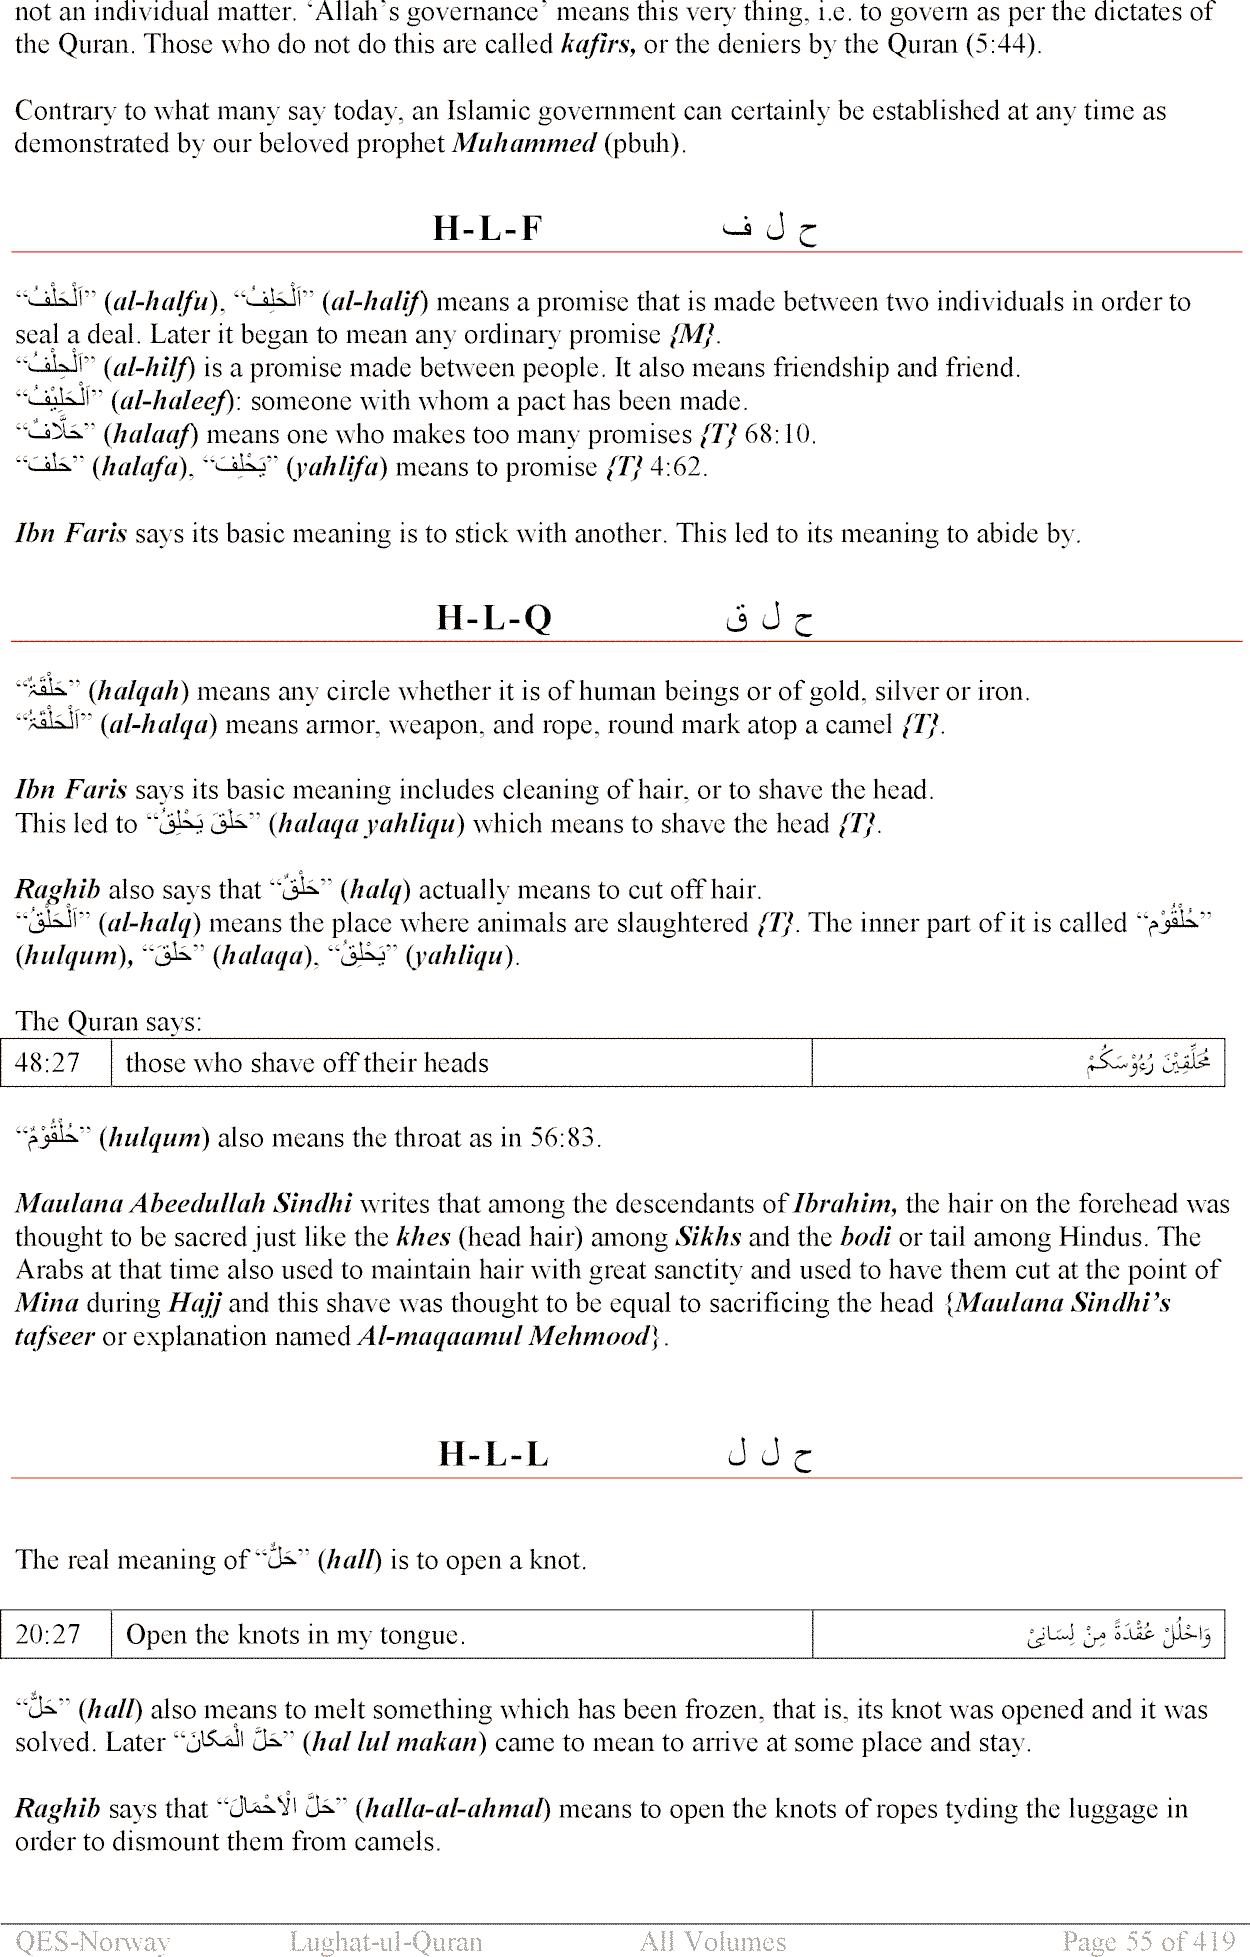 not an individual matter. ‘Allah’s governance’ means this very thing, i.e. to govern as per the dictates of
the Quran. Those who do not do this are called kafirs, or the deniers by the Quran (5:44).
Contrary to what many say today, an Islamic government can certainly be established at any time as
demonstrated by our beloved prophet Muhammed (pbuh).
H-L-F ح ل ف
“اَلْحَلْفُ” (al-halfu), “اَلْحَلِفُ” (al-halif) means a promise that is made between two individuals in order to
seal a deal. Later it began to mean any ordinary promise {M}.
“اَلْحِلْفُ” (al-hilf) is a promise made between people. It also means friendship and friend.
“اَلْحَلِيْفُ” (al-haleef): someone with whom a pact has been made.
“حَلَّافٌ” (halaaf) means one who makes too many promises {T} 68:10.
“حَلَفَ” (halafa), “يَحْلِفَ” (yahlifa) means to promise {T} 4:62.
Ibn Faris says its basic meaning is to stick with another. This led to its meaning to abide by.
H-L-Q ح ل ق
“حَلْقَۃٌ” (halqah) means any circle whether it is of human beings or of gold, silver or iron.
“اَلْحَلْقَۃُ” (al-halqa) means armor, weapon, and rope, round mark atop a camel {T}.
Ibn Faris says its basic meaning includes cleaning of hair, or to shave the head.
This led to “حَلَقَ يَحْلِقُ” (halaqa yahliqu) which means to shave the head {T}.
Raghib also says that “حَلْقٌ” (halq) actually means to cut off hair.
“اَلْحَلْقُ” (al-halq) means the place where animals are slaughtered {T}. The inner part of it is called “حُلْقُوْم”
(hulqum), “حَلَقَ” (halaqa), “يَحْلِقُ” (yahliqu).
The Quran says:
48:27 those who shave off their heads مُحَلِّقِيْنَ رُءُوْسَكُمْ
“حُلْقُوْمٌ” (hulqum) also means the throat as in 56:83.
Maulana Abeedullah Sindhi writes that among the descendants of Ibrahim, the hair on the forehead was
thought to be sacred just like the khes (head hair) among Sikhs and the bodi or tail among Hindus. The
Arabs at that time also used to maintain hair with great sanctity and used to have them cut at the point of
Mina during Hajj and this shave was thought to be equal to sacrificing the head {Maulana Sindhi’s
tafseer or explanation named Al-maqaamul Mehmood}.
H-L-L ح ل ل
The real meaning of “حَلٌّ” (hall) is to open a knot.
20:27 Open the knots in my tongue. وَاحْلُلْ عُقْدَةً مِنْ لِسَانِیْ
“حَلٌّ” (hall) also means to melt something which has been frozen, that is, its knot was opened and it was
solved. Later “حَلَّ الْمَكَانَ” (hal lul makan) came to mean to arrive at some place and stay.
Raghib says that “حَلَّ الْاَحْمَالَ” (halla-al-ahmal) means to open the knots of ropes tyding the luggage in
order to dismount them from camels.
QES-Norway Lughat-ul-Quran All Volumes Page 55 of 419